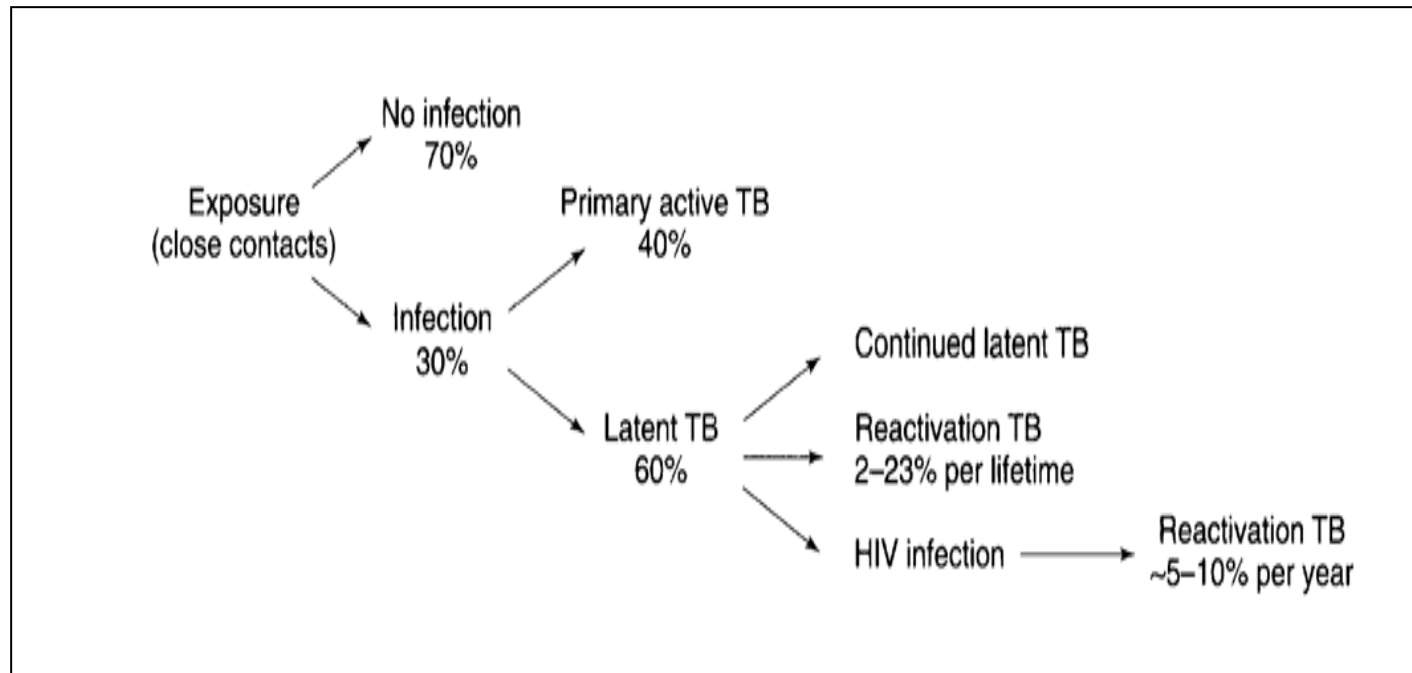 No infection
70%
Exposure
(close contacts)
Primary active TB
40%
Infection
30%
Continued latent TB
Latent TB
60%
Reactivation TB
2–23% per lifetime
HIV infection
Reactivation TB
~5–10% per year